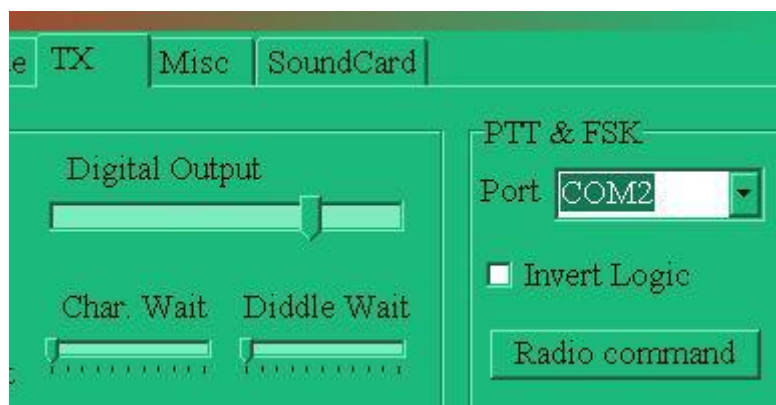 e TX Misc SoundCard
PTT & FSK
Digital Output
Port COM2
Invert Logic
Char. Wait Diddle Wait
Radio command